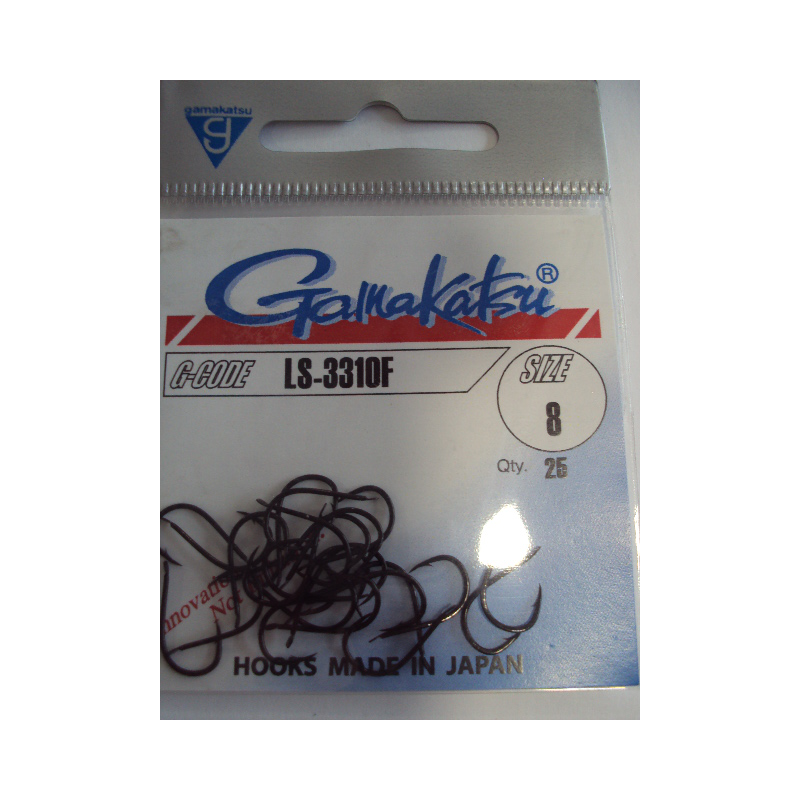 gamakatsu
g
Gamakatsu®
G-CODE LS-3310F
SIZE
8
Qty. 25
HOOKS MADE IN JAPAN